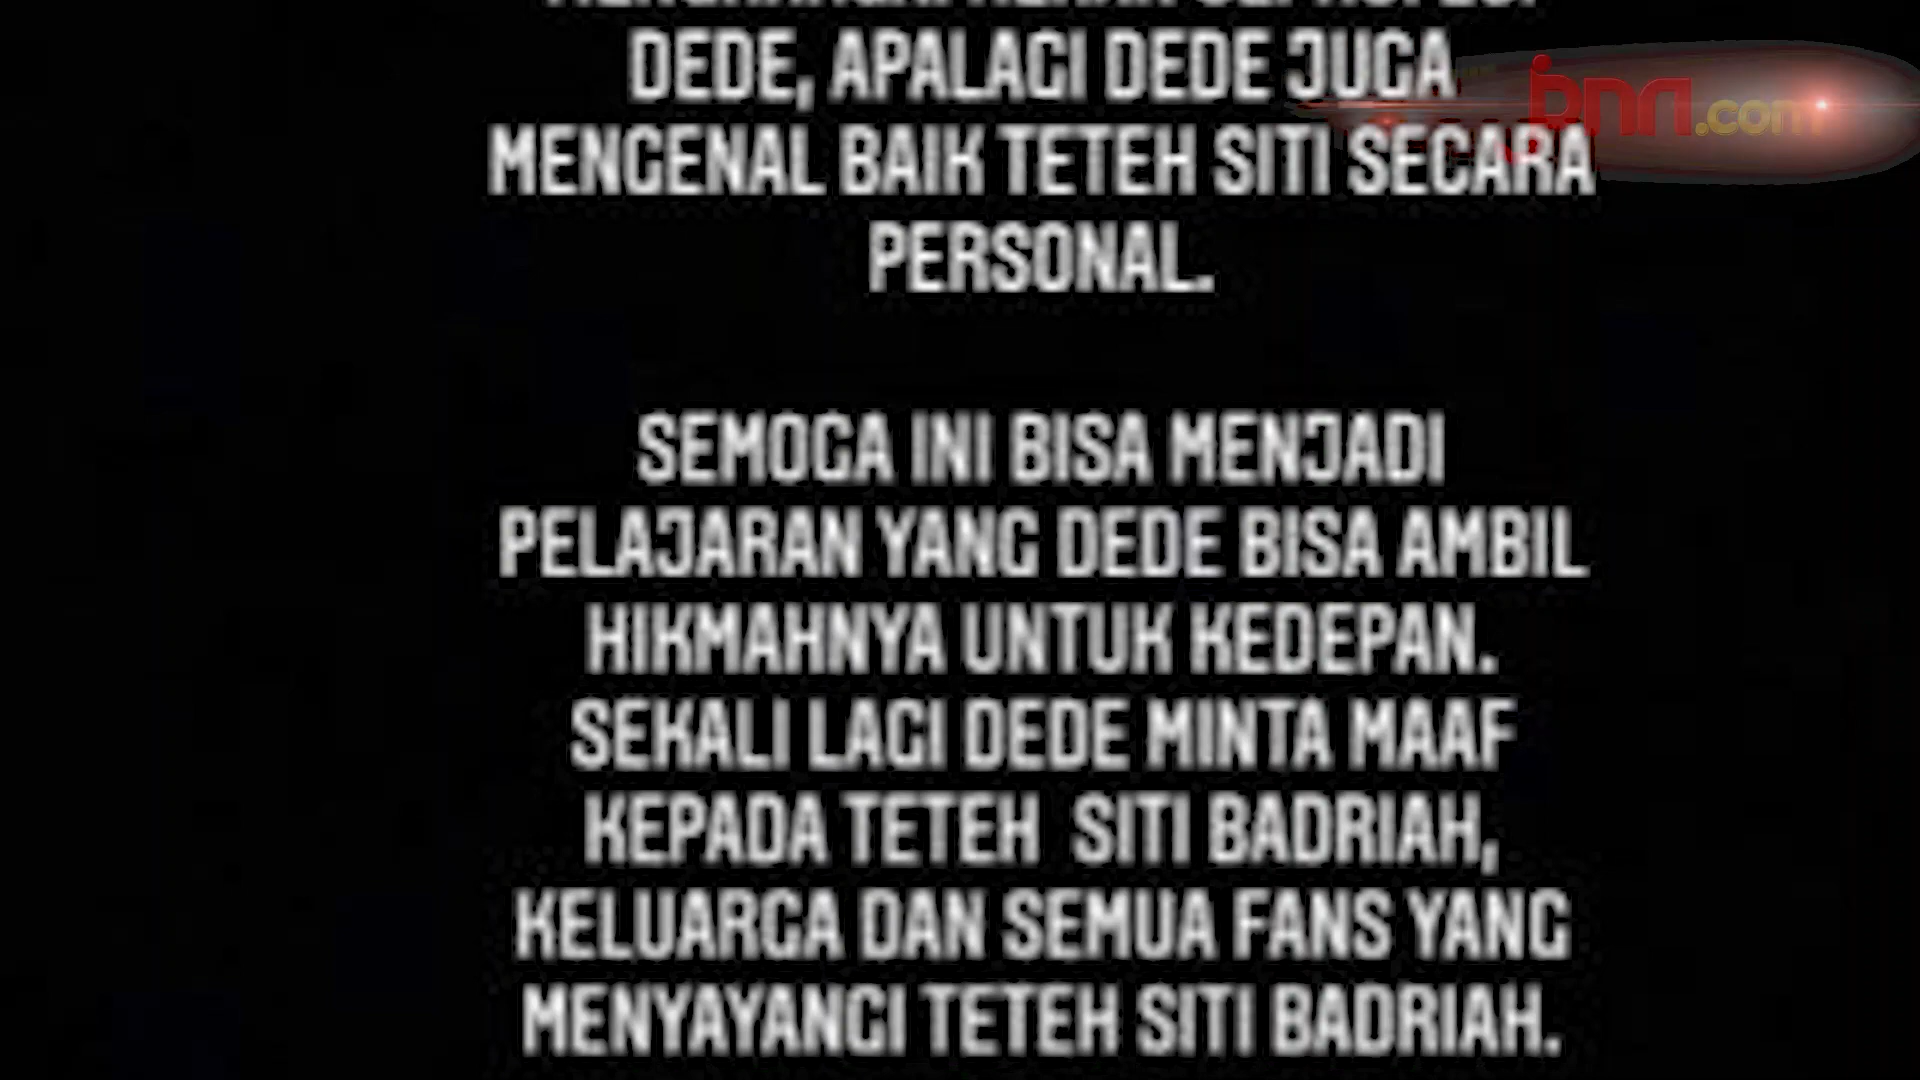 DEDE, APALAGI DEDE JUGA
jpnn.com
MENGENAL BAIK TETEH SITI SECARA
PERSONAL.
SEMOGA INI BISA MENJADI
PELAJARAN YANG DEDE BISA AMBIL
HIKMAHNYA UNTUK KEDEPAN.
SEKALI LAGI DEDE MINTA MAAF
KEPADA TETEH SITI BADRIAH,
KELUARGA DAN SEMUA FANS YANG
MENYAYANGI TETEH SITI BADRIAH.